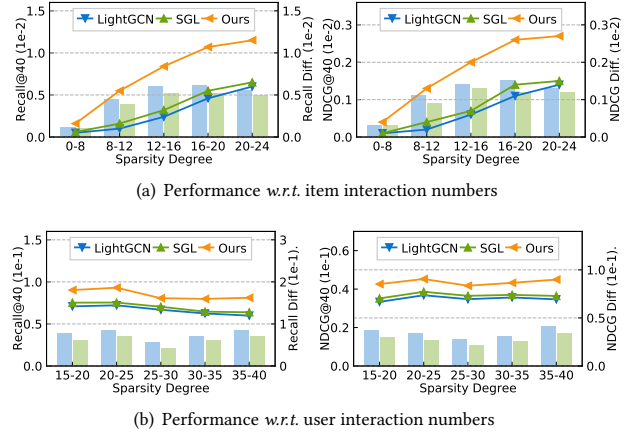 LightGCN SGL Ours
Recall@40 (1e-2)
1.5
1.0
0.5
0.0
0-8 8-12 12-16 16-20 20-24
Sparsity Degree
1.5
1.0
0.5
0.0
Recall Diff. (1e-2)
LightGCN SGL Ours
NDCG@40 (1e-2)
0.3
0.2
0.1
0.0
0-8 8-12 12-16 16-20 20-24
Sparsity Degree
0.3
0.2
0.1
0.0
NDCG Diff. (1e-2)
(a) Performance w.r.t. item interaction numbers
LightGCN SGL Ours
Recall@40 (1e-1)
1.5
1.0
0.5
0.0
15-20 20-25 25-30 30-35 35-40
Sparsity Degree
3
2
1
0
Recall Diff (1e-1).
LightGCN SGL Ours
NDCG@40 (1e-1)
0.6
0.4
0.2
0.0
15-20 20-25 25-30 30-35 35-40
Sparsity Degree
1.0
0.5
0.0
NDCG Diff (1e-1).
(b) Performance w.r.t. user interaction numbers